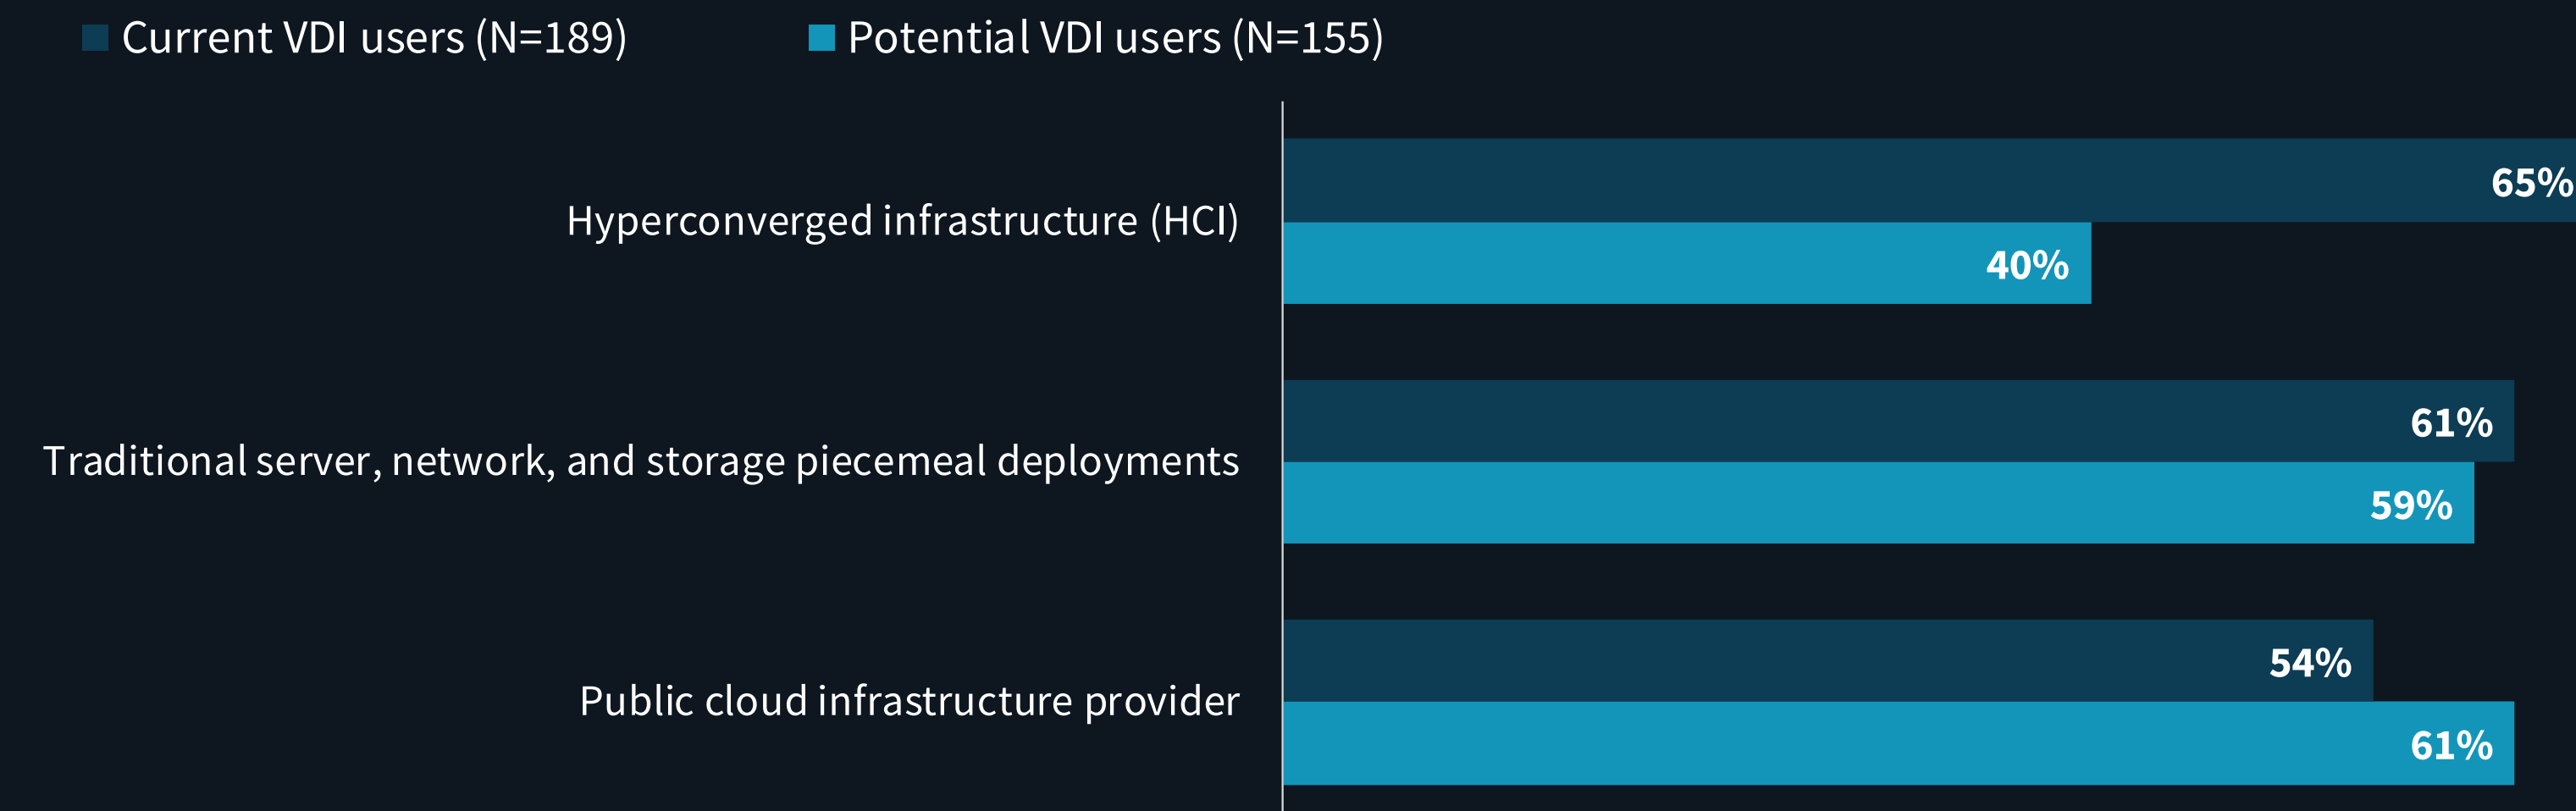 Current VDI users (N=189)
Potential VDI users (N=155)
65%
Hyperconverged infrastructure (HCI)
40%
61%
Traditional server, network, and storage piecemeal deployments
59%
54%
Public cloud infrastructure provider
61%